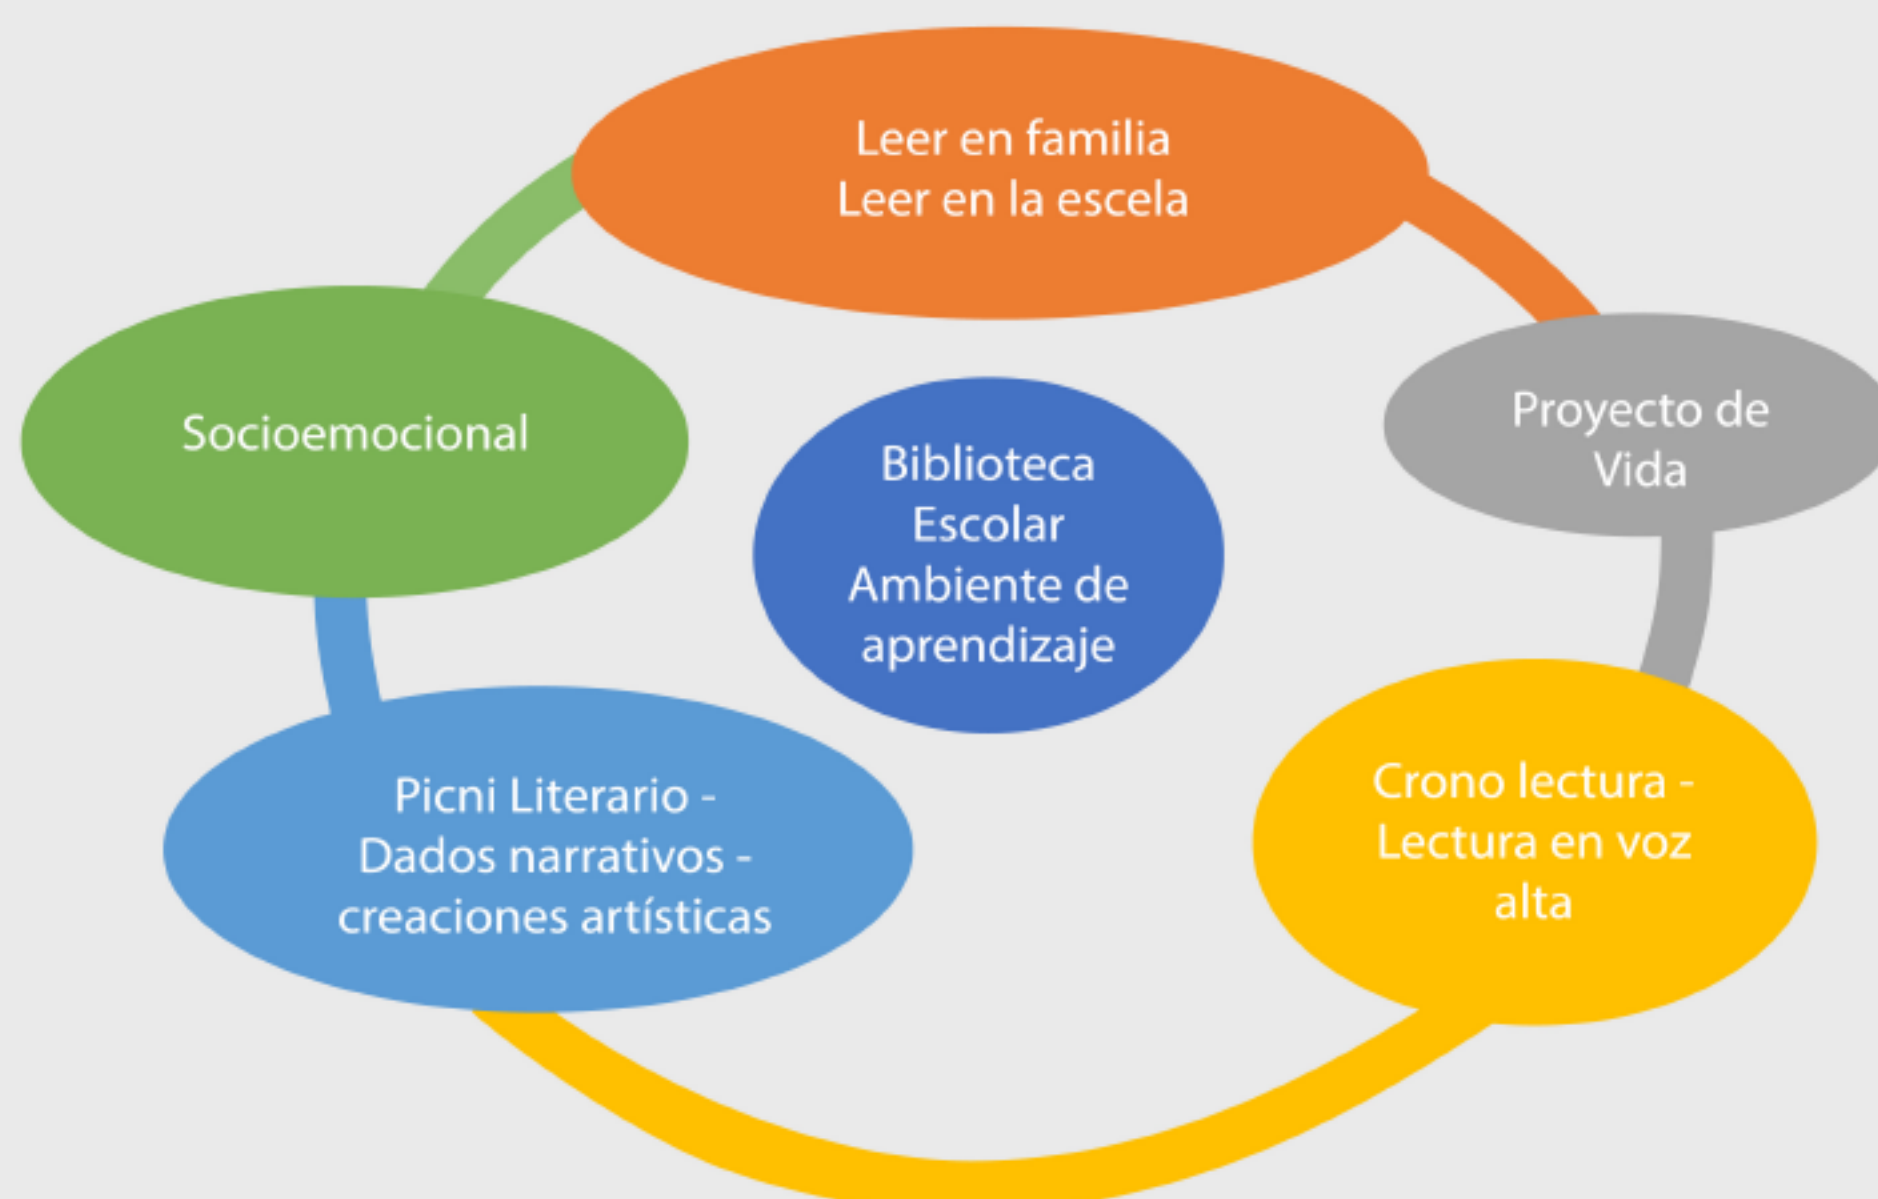 Leer en familia
Leer en la escela
Socioemocional
Proyecto de
Vida
Biblioteca
Escolar
Ambiente de
aprendizaje
Picni Literario -
Dados narrativos -
creaciones artísticas
Crono lectura -
Lectura en voz
alta